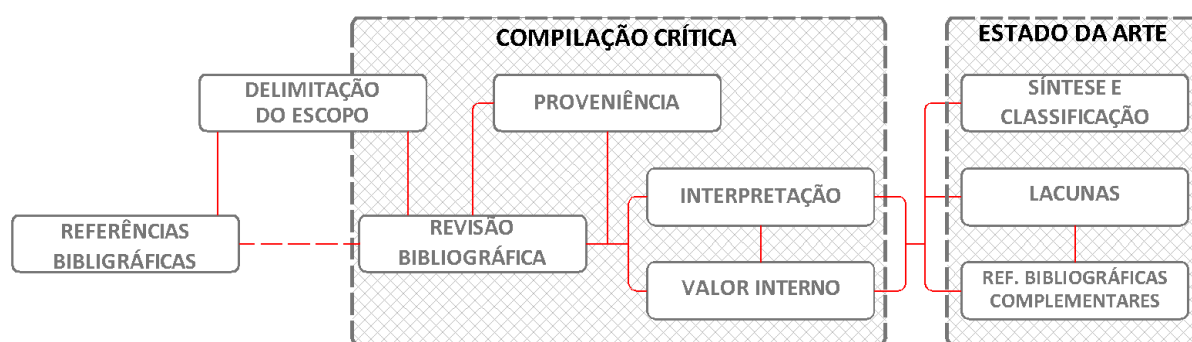 COMPILAÇÃO CRÍTICA
ESTADO DA ARTE
DELIMITAÇÃO
DO ESCOPO
PROVENIÊNCIA
SÍNTESE E
CLASSIFICAÇÃO
INTERPRETAÇÃO
LACUNAS
REFERÊNCIAS
BIBLIGRÁFICAS
REVISÃO
BIBLIOGRÁFICA
VALOR INTERNO
REF. BIBLIOGRÁFICAS
COMPLEMENTARES